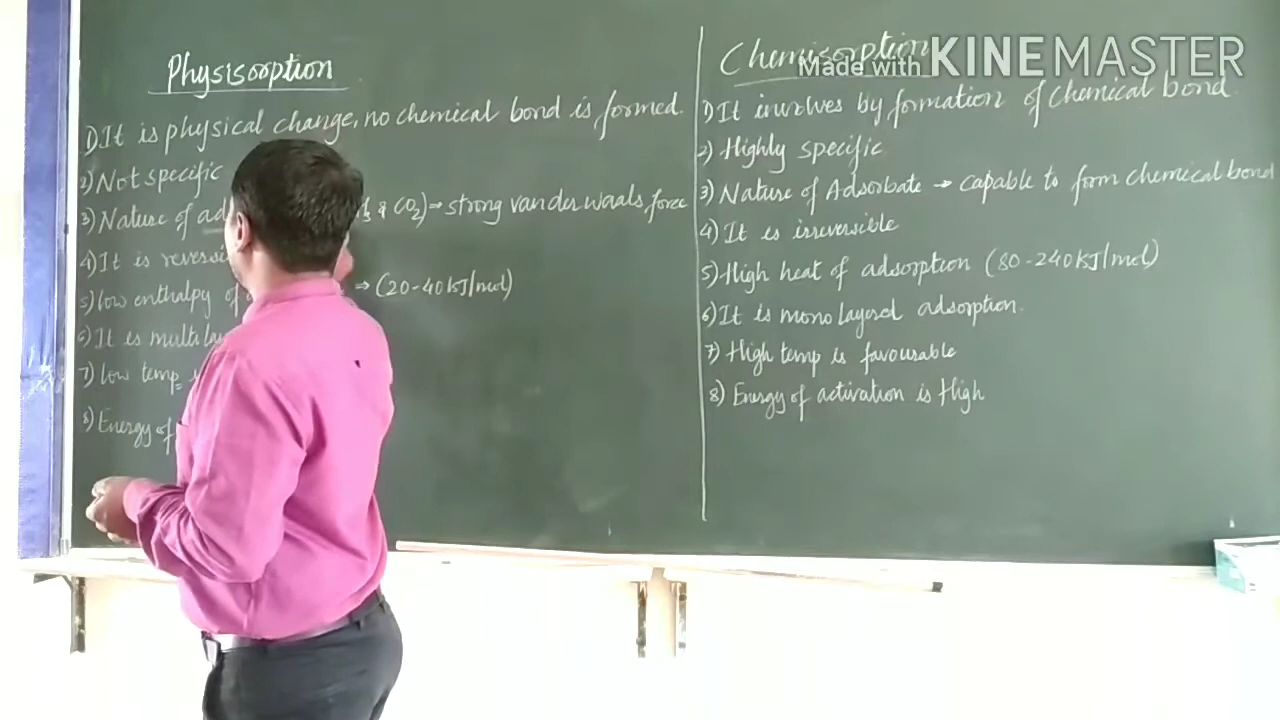 Physisorption
1) It is physical change, no chemical bond is formed.
2) Not specific
3) Nature of & CO2) → strong vander waals force
4) It is
5) low enthalpy of ⇒ (20-40 kJ/mol)
6) It is
7) low temp
8) Energy of
Chemisorption
Made with KINEMASTER
1) It involves by formation of chemical bond
2) Highly specific
3) Nature of Adsorbate → capable to form chemical bond
4) It is irreversible
5) High heat of adsorption (80-240 kJ/mol)
6) It is mono layered adsorption.
7) High temp is favourable
8) Energy of activation is High